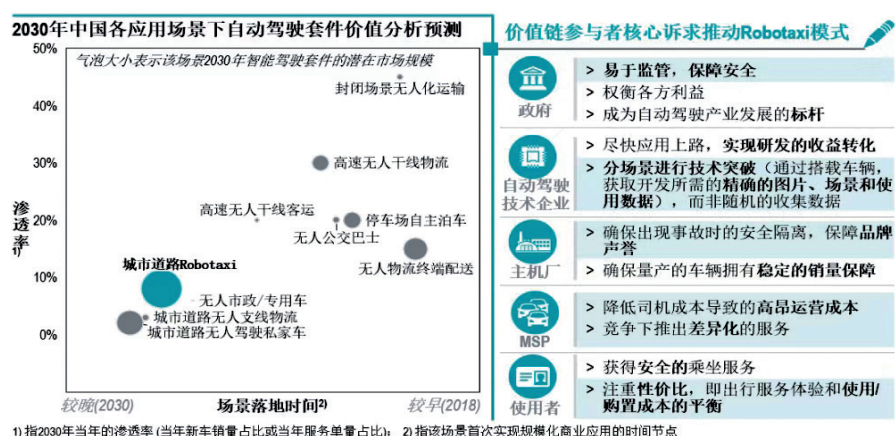 2030年中国各应用场景下自动驾驶套件价值分析预测
气泡大小表示该场景2030年智能驾驶套件的潜在市场规模
50%
40%
30%
20%
10%
0%
渗透率1)
封闭场景无人化运输
高速无人干线物流
高速无人干线客运
停车场自主泊车
无人公交巴士
无人物流终端配送
城市道路Robotaxi
无人市政/专用车
城市道路无人支线物流
城市道路无人驾驶私家车
较晚(2030)
场景落地时间2)
较早(2018)
价值链参与者核心诉求推动Robotaxi模式
政府
> 易于监管，保障安全
> 权衡各方利益
> 成为自动驾驶产业发展的标杆
自动驾驶
技术企业
> 尽快应用上路，实现研发的收益转化
> 分场景进行技术突破（通过搭载车辆，
获取开发所需的精确的图片、场景和使
用数据），而非随机的收集数据
主机厂
> 确保出现事故时的安全隔离，保障品牌
声誉
> 确保量产的车辆拥有稳定的销量保障
MSP
> 降低司机成本导致的高昂运营成本
> 竞争下推出差异化的服务
使用者
> 获得安全的乘坐服务
> 注重性价比，即出行服务体验和使用/
购置成本的平衡
1) 指2030年当年的渗透率 (当年新车销量占比或当年服务单量占比)； 2) 指该场景首次实现规模化商业应用的时间节点